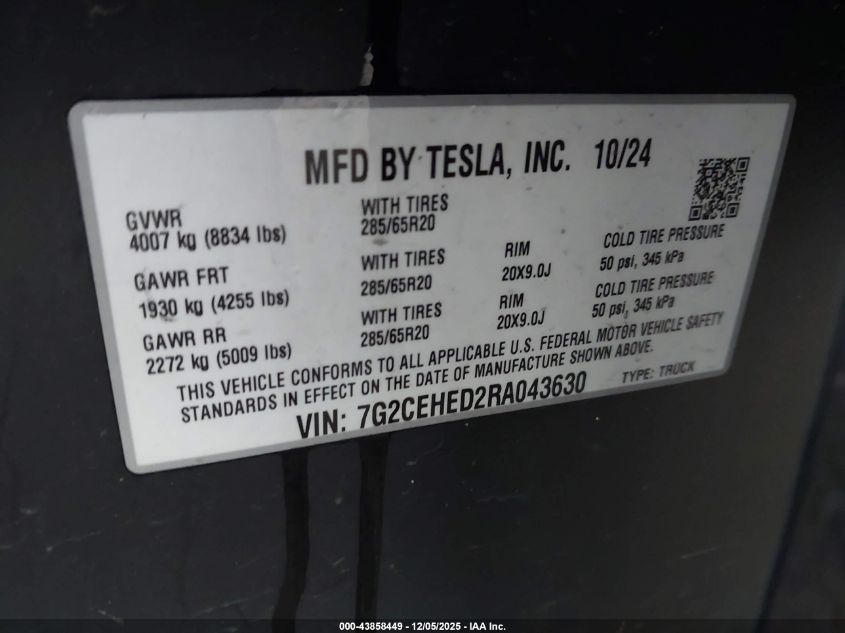 MFD BY TESLA, INC. 10/24
GVWR
4007 kg (8834 lbs)
WITH TIRES
285/65R20
GAWR FRT
1930 kg (4255 lbs)
WITH TIRES
285/65R20
RIM
20X9.0J
COLD TIRE PRESSURE
50 psi, 345 kPa
GAWR RR
2272 kg (5009 lbs)
WITH TIRES
285/65R20
RIM
20X9.0J
COLD TIRE PRESSURE
50 psi, 345 kPa
THIS VEHICLE CONFORMS TO ALL APPLICABLE U.S. FEDERAL MOTOR VEHICLE SAFETY
STANDARDS IN EFFECT ON THE DATE OF MANUFACTURE SHOWN ABOVE.
VIN: 7G2CEHED2RA043630
TYPE: TRUCK
000-43858449 - 12/05/2025 - IAA Inc.